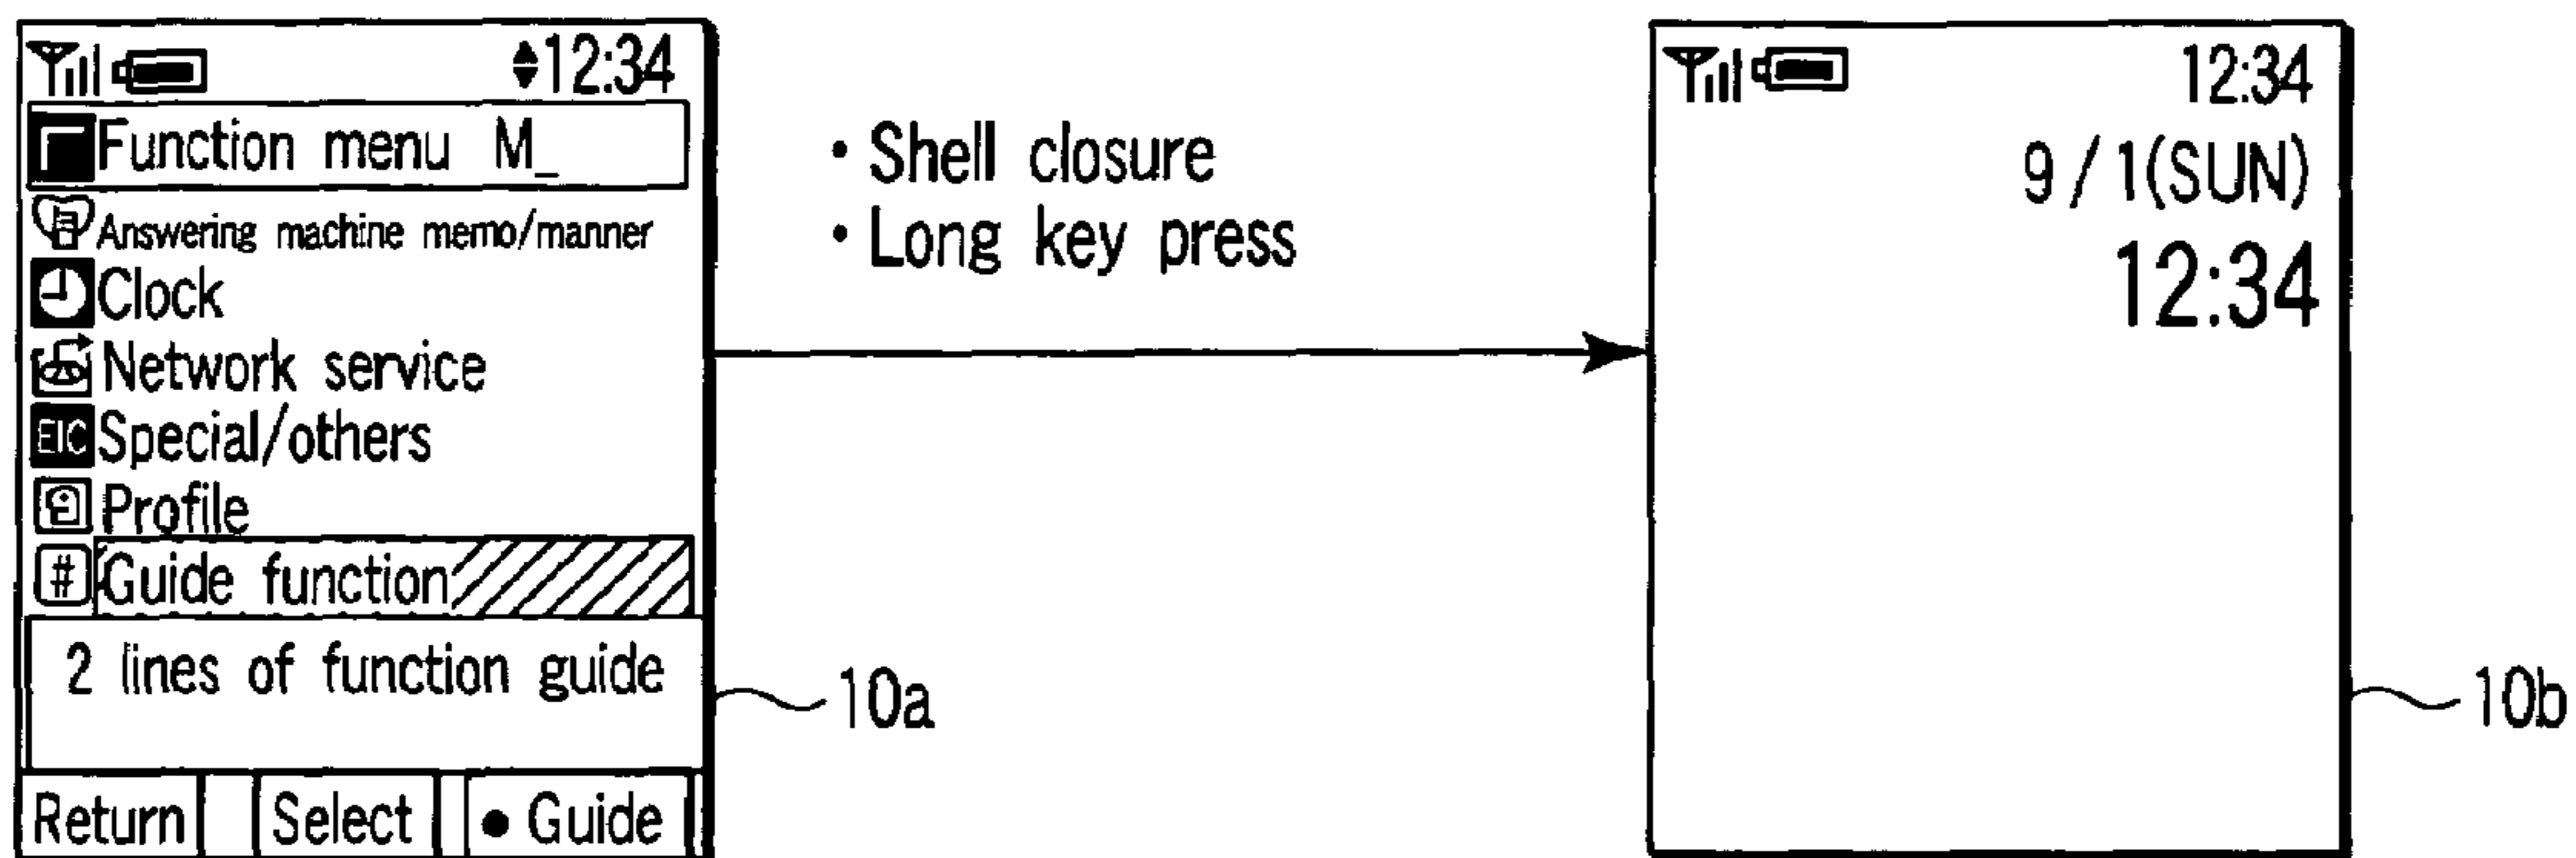 12:34
Function menu M_
Answering machine memo/manner
Clock
Network service
Special/others
Profile
# Guide function
2 lines of function guide
Return Select ● Guide
10a
・Shell closure
・Long key press
12:34
9/1(SUN)
12:34
10b